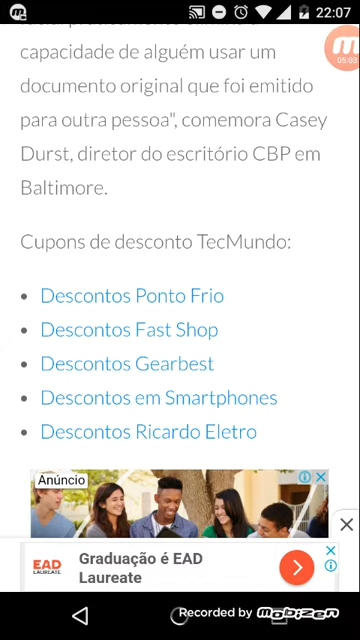 22:07
05:03
capacidade de alguém usar um
documento original que foi emitido
para outra pessoa", comemora Casey
Durst, diretor do escritório CBP em
Baltimore.
Cupons de desconto TecMundo:
• Descontos Ponto Frio
• Descontos Fast Shop
• Descontos Gearbest
• Descontos em Smartphones
• Descontos Ricardo Eletro
Anúncio
EAD
LAUREATE
Graduação é EAD
Laureate
Recorded by mobizen